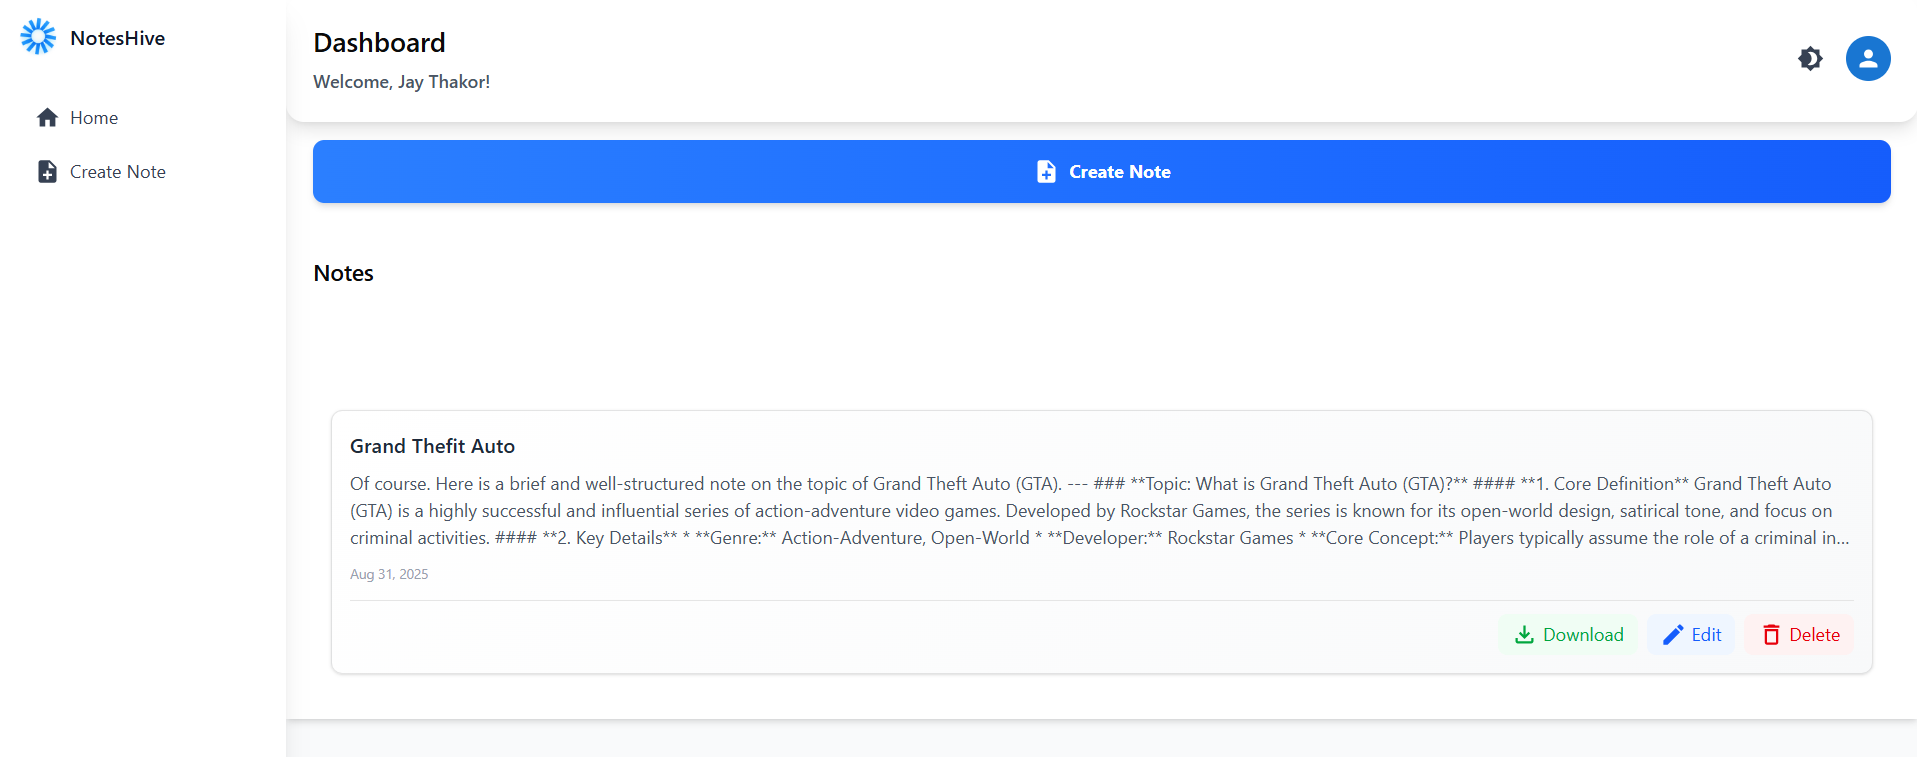 NotesHive
Home
Create Note
Dashboard
Welcome, Jay Thakor!
Create Note
Notes
Grand Thefit Auto
Of course. Here is a brief and well-structured note on the topic of Grand Theft Auto (GTA). --- ### **Topic: What is Grand Theft Auto (GTA)?** #### **1. Core Definition** Grand Theft Auto
(GTA) is a highly successful and influential series of action-adventure video games. Developed by Rockstar Games, the series is known for its open-world design, satirical tone, and focus on
criminal activities. #### **2. Key Details** * **Genre:** Action-Adventure, Open-World * **Developer:** Rockstar Games * **Core Concept:** Players typically assume the role of a criminal in...
Aug 31, 2025
Download
Edit
Delete